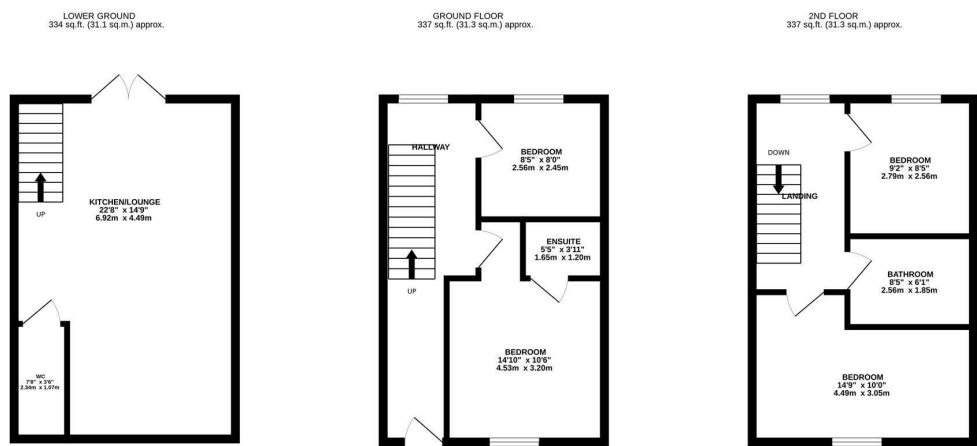 LOWER GROUND
334 sq.ft. (31.1 sq.m.) approx.
UP
KITCHEN/LOUNGE
22'8" x 14'9"
6.92m x 4.49m
WC
7'8" x 3'6"
2.34m x 1.07m
GROUND FLOOR
337 sq.ft. (31.3 sq.m.) approx.
HALLWAY
BEDROOM
8'5" x 8'0"
2.56m x 2.45m
ENSUITE
5'5" x 3'11"
1.65m x 1.20m
UP
BEDROOM
14'10" x 10'6"
4.53m x 3.20m
2ND FLOOR
337 sq.ft. (31.3 sq.m.) approx.
DOWN
BEDROOM
9'2" x 8'5"
2.79m x 2.56m
LANDING
BATHROOM
8'5" x 6'1"
2.56m x 1.85m
BEDROOM
14'9" x 10'0"
4.49m x 3.05m